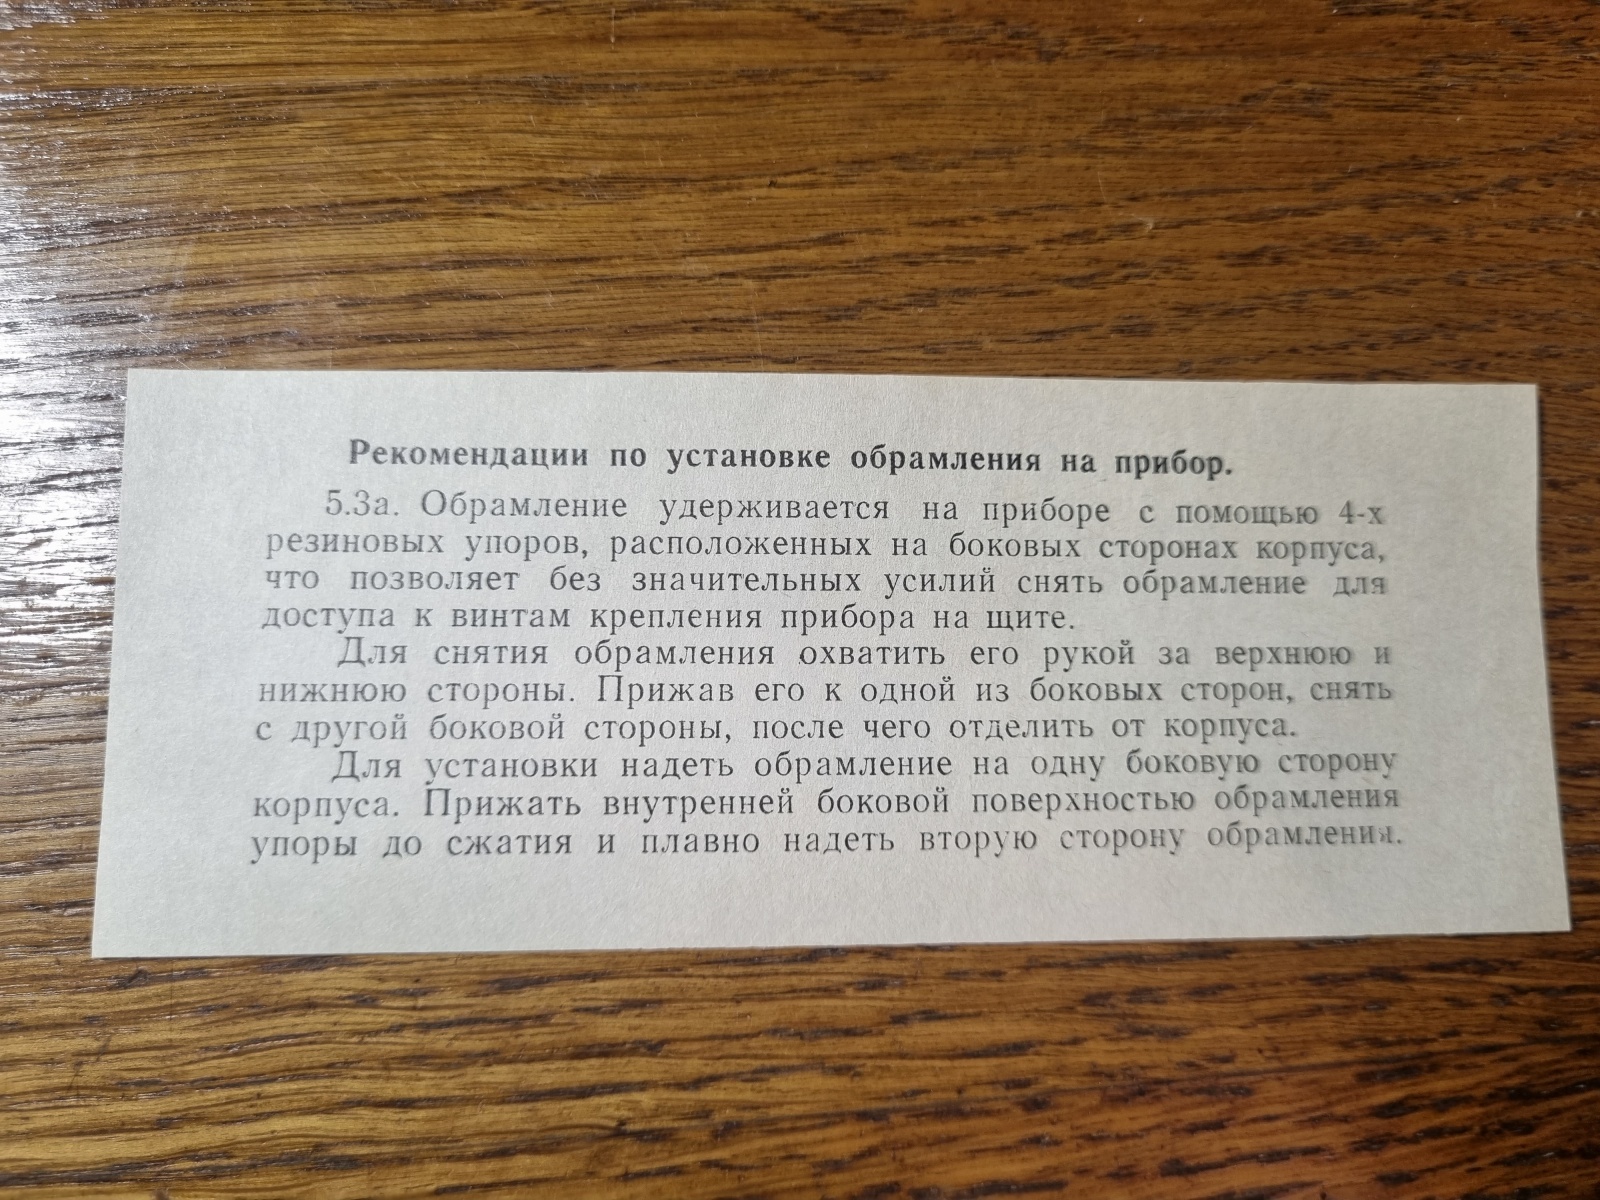 Рекомендации по установке обрамления на прибор.
5.3а. Обрамление удерживается на приборе с помощью 4-х
резиновых упоров, расположенных на боковых сторонах корпуса,
что позволяет без значительных усилий снять обрамление для
доступа к винтам крепления прибора на щите.
Для снятия обрамления охватить его рукой за верхнюю и
нижнюю стороны. Прижав его к одной из боковых сторон, снять
с другой боковой стороны, после чего отделить от корпуса.
Для установки надеть обрамление на одну боковую сторону
корпуса. Прижать внутренней боковой поверхностью обрамления
упоры до сжатия и плавно надеть вторую сторону обрамления.